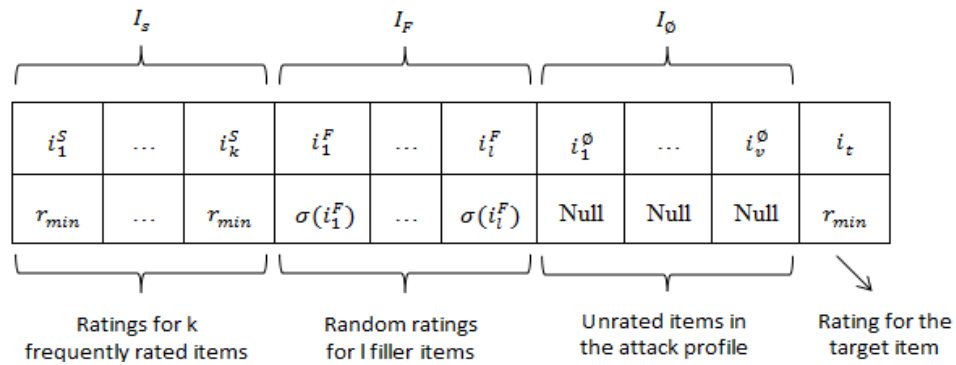 I_s I_F I_∅
i_1^S ... i_k^S i_1^F ... i_l^F i_1^∅ ... i_v^∅ i_t
r_min ... r_min σ(i_1^F) ... σ(i_l^F) Null Null Null r_min
Ratings for k frequently rated items
Random ratings for l filler items
Unrated items in the attack profile
Rating for the target item